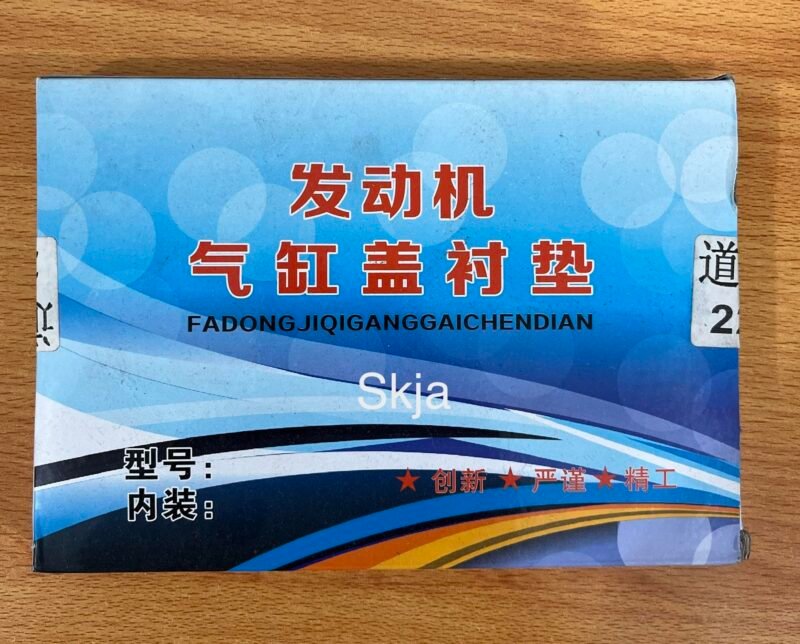 发动机
气缸盖衬垫
FADONGJIQIGANGGAICHENDIAN
道
Skja
型号：
内装：
★ 创新 ★ 严谨 ★ 精工